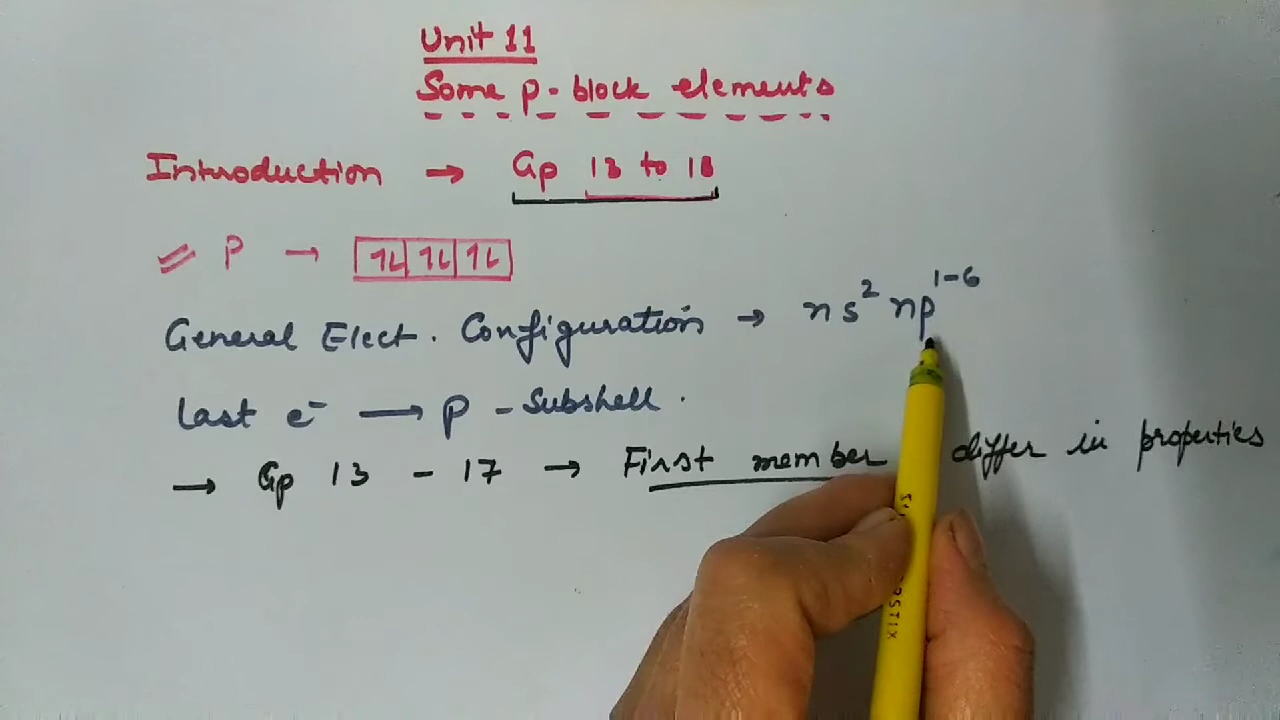 Unit 11
Some p-block elements
Introduction → Gp 13 to 18
P → 1L 1L 1L
General Elect. Configuration → ns² np¹⁻⁶
last e⁻ → p-Subshell.
→ Gp 13 - 17 → First member differ in properties